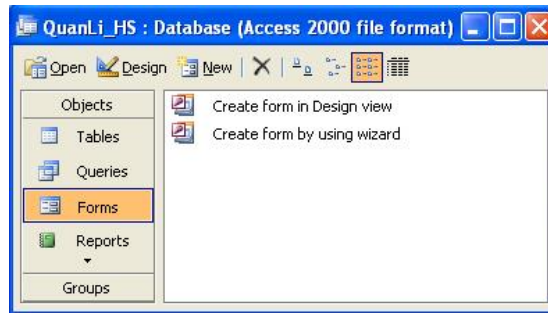 QuanLi_HS : Database (Access 2000 file format)
Open Design New
Objects
Tables
Queries
Forms
Reports
Groups
Create form in Design view
Create form by using wizard